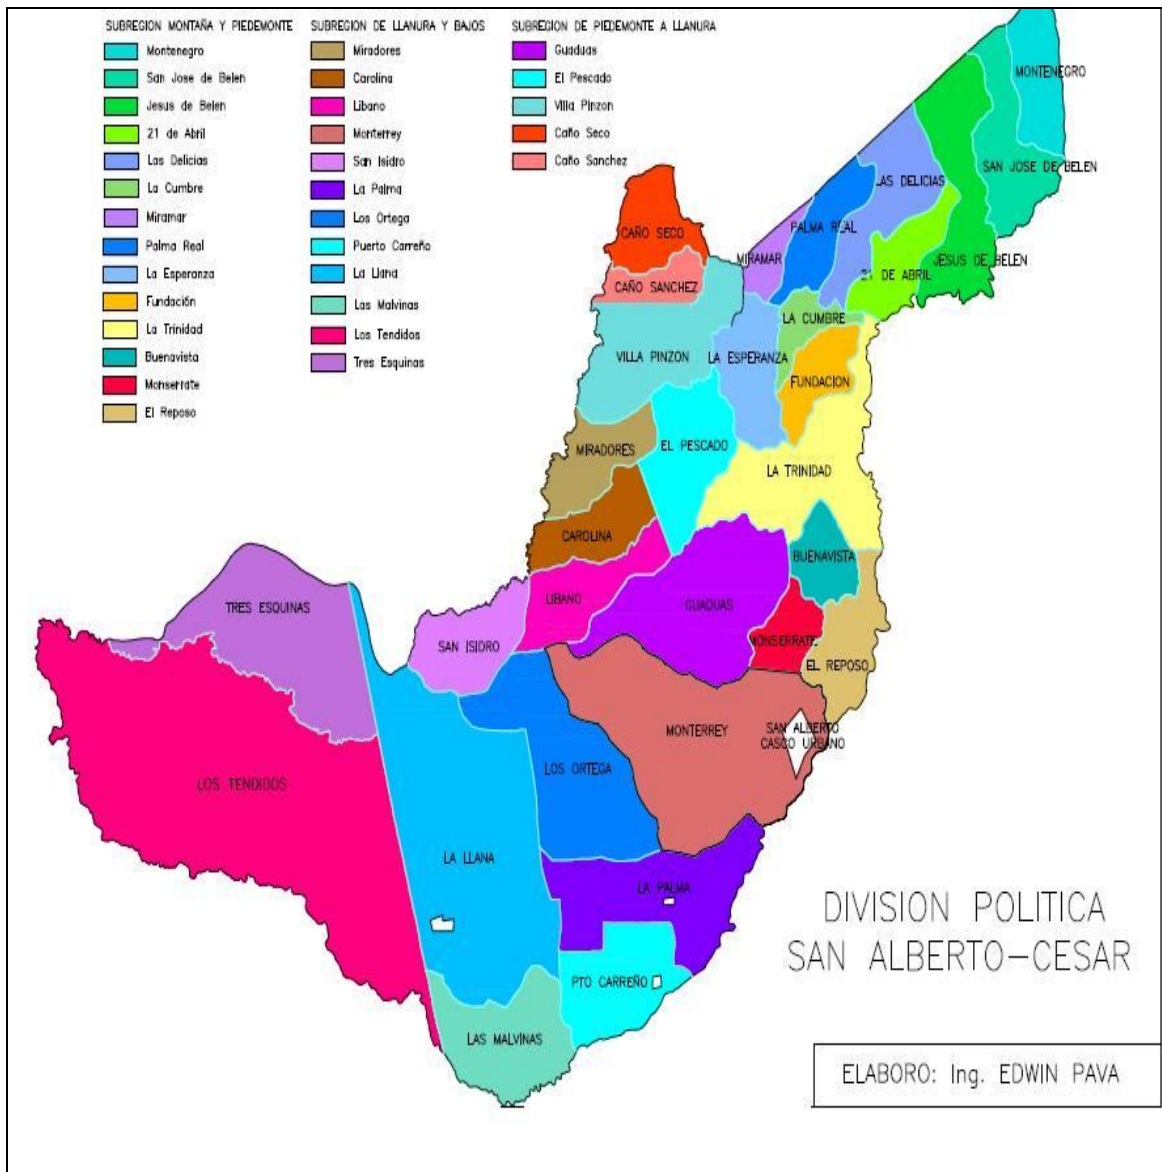 SUBREGION MONTAÑA Y PIEDEMONTE
Montenegro
San Jose de Belen
Jesus de Belen
21 de Abril
Las Delicias
La Cumbre
Miramar
Palma Real
La Esperanza
Fundación
La Trinidad
Buenavista
Monserrate
El Reposo
SUBREGION DE LLANURA Y BAJOS
Miradores
Carolina
Libano
Monterrey
San Isidro
La Palma
Los Ortega
Puerto Carreño
La Llana
Las Malvinas
Los Tendidos
Tres Esquinas
SUBREGION DE PIEDEMONTE A LLANURA
Guaduas
El Pescado
Villa Pinzon
Caño Seco
Caño Sanchez
MONTENEGRO
SAN JOSE DE BELEN
LAS DELICIAS
PALMA REAL
CAÑO SECO
MIRAMAR
JESUS DE BELEN
21 DE ABRIL
CAÑO SANCHEZ
LA CUMBRE
VILLA PINZON
LA ESPERANZA
FUNDACION
MIRADORES
EL PESCADO
LA TRINIDAD
CAROLINA
BUENAVISTA
LIBANO
GUADUAS
TRES ESQUINAS
SAN ISIDRO
MONSERRATE
EL REPOSO
MONTERREY
SAN ALBERTO
CASCO URBANO
LOS ORTEGA
LOS TENDIDOS
LA LLANA
LA PALMA
PTO CARREÑO
LAS MALVINAS
DIVISION POLITICA
SAN ALBERTO-CESAR
ELABORO: Ing. EDWIN PAVA